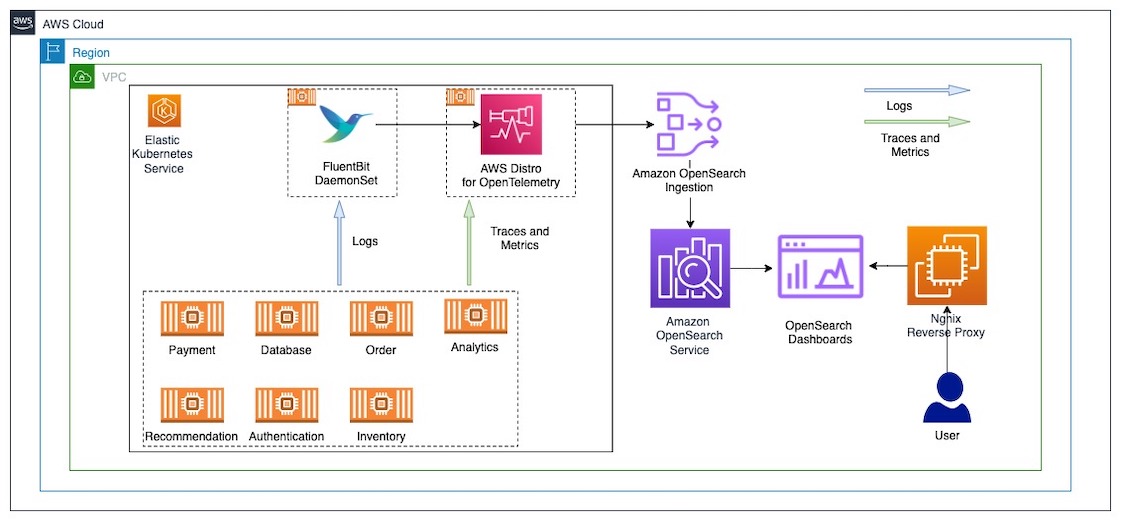 aws
AWS Cloud
Region
VPC
Elastic
Kubernetes
Service
FluentBit
DaemonSet
AWS Distro
for OpenTelemetry
Amazon OpenSearch
Ingestion
Logs
Traces and
Metrics
Logs
Traces and
Metrics
Payment
Database
Order
Analytics
Recommendation
Authentication
Inventory
Amazon
OpenSearch
Service
OpenSearch
Dashboards
Nghix
Reverse Proxy
User